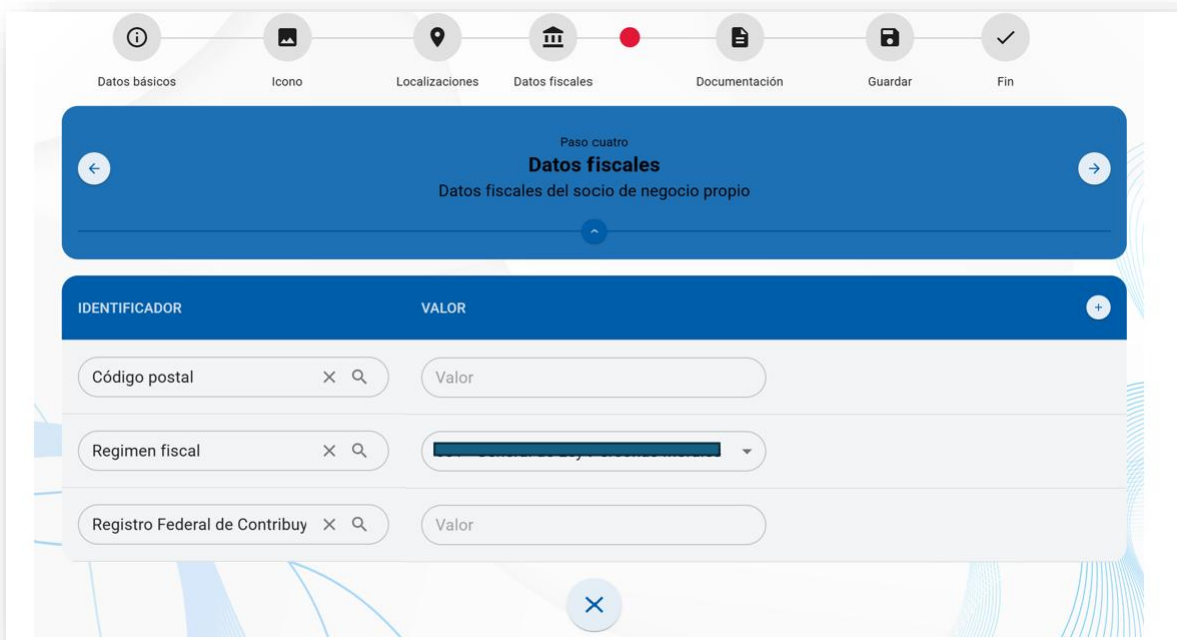 Datos básicos
Icono
Localizaciones
Datos fiscales
Documentación
Guardar
Fin
Paso cuatro
Datos fiscales
Datos fiscales del socio de negocio propio
IDENTIFICADOR VALOR
Código postal Valor
Regimen fiscal
Registro Federal de Contribuy Valor